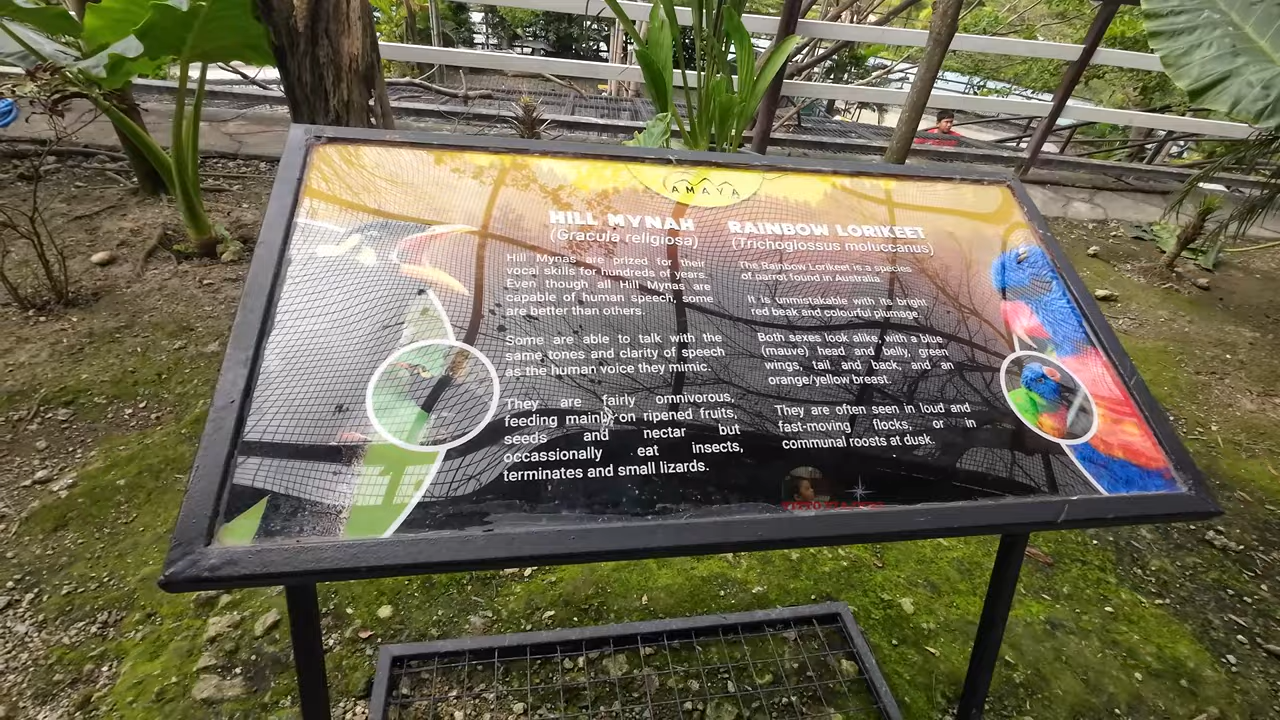 AMAYA
HILL MYNAH
(Gracula religiosa)
Hill Mynas are prized for their
vocal skills for hundreds of years.
Even though all Hill Mynas are
capable of human speech, some
are better than others.
Some are able to talk with the
same tones and clarity of speech
as the human voice they mimic.
They are fairly omnivorous,
feeding mainly on ripened fruits,
seeds and nectar but
occassionally eat insects,
terminates and small lizards.
RAINBOW LORIKEET
(Trichoglossus moluccanus)
The Rainbow Lorikeet is a species
of parrot found in Australia.
It is unmistakable with its bright
red beak and colourful plumage.
Both sexes look alike, with a blue
(mauve) head and belly, green
wings, tail and back, and an
orange/yellow breast.
They are often seen in loud and
fast-moving flocks, or in
communal roosts at dusk.